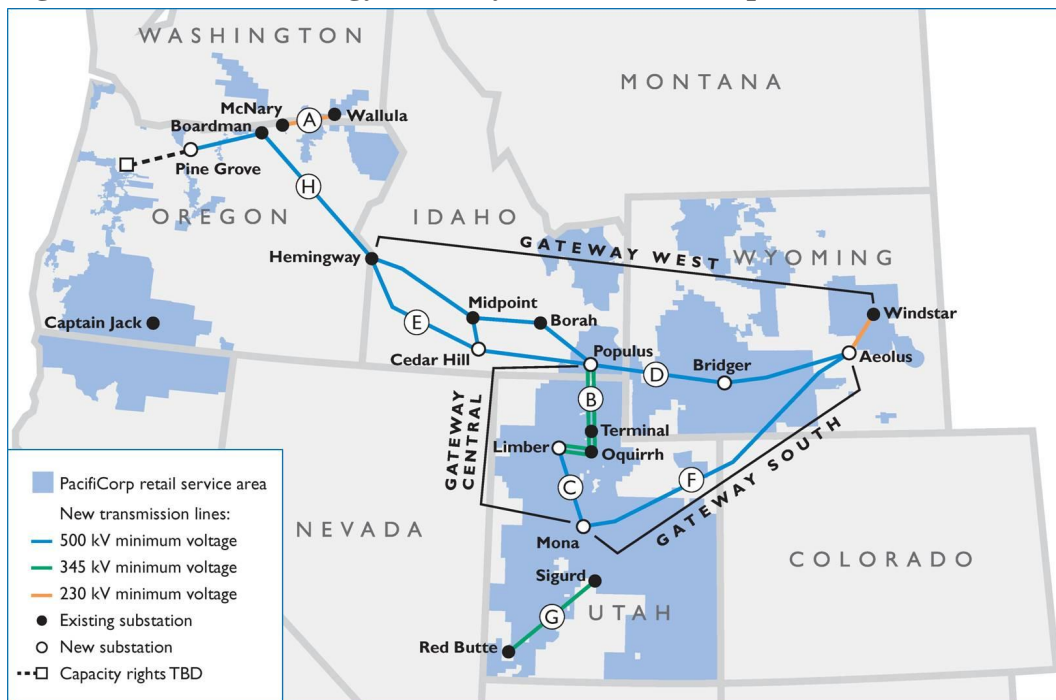 WASHINGTON
MONTANA
McNary
A
Wallula
Boardman
Pine Grove
H
OREGON
IDAHO
GATEWAY WEST
WYOMING
Hemingway
Midpoint
Windstar
Captain Jack
E
Borah
Cedar Hill
Populus
Bridger
Aeolus
D
B
GATEWAY
CENTRAL
Terminal
Limber
Oquirrh
C
F
GATEWAY SOUTH
NEVADA
Mona
COLORADO
Sigurd
G
UTAH
Red Butte
PacifiCorp retail service area
New transmission lines:
500 kV minimum voltage
345 kV minimum voltage
230 kV minimum voltage
Existing substation
New substation
Capacity rights TBD